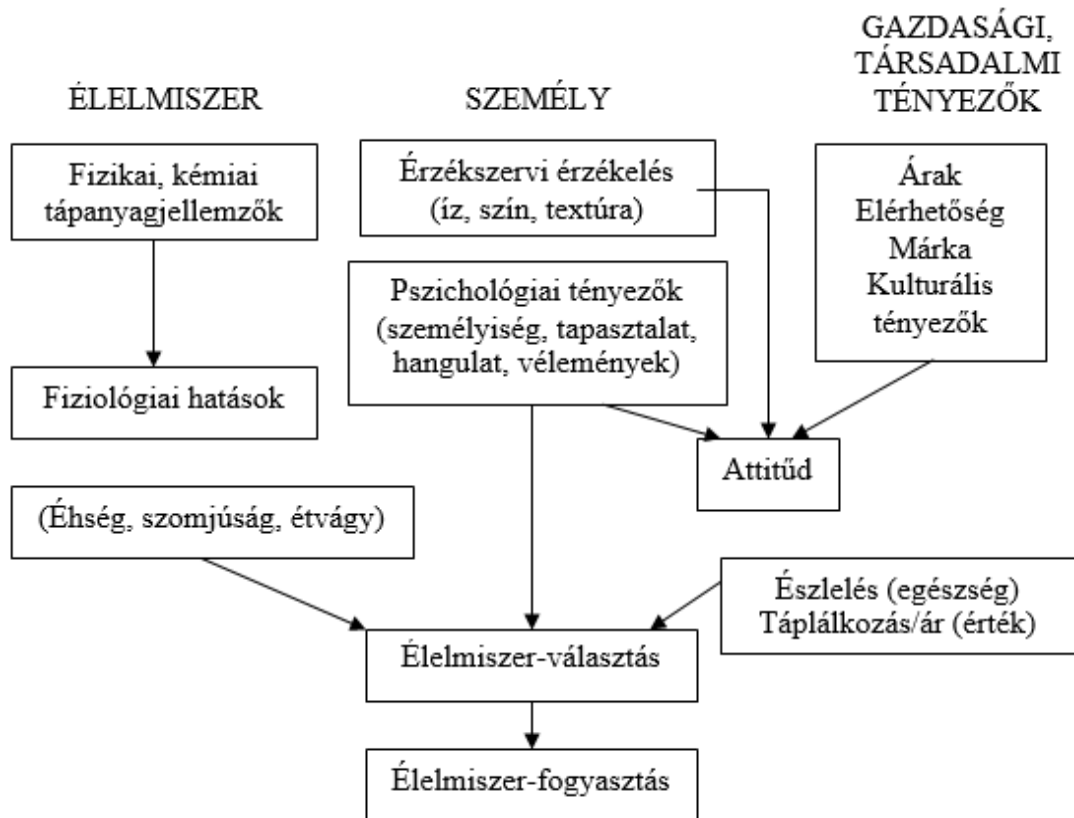 ÉLELMISZER
SZEMÉLY
GAZDASÁGI,
TÁRSADALMI
TÉNYEZŐK
Fizikai, kémiai
tápanyagjellemzők
Érzékszervi érzékelés
(íz, szín, textúra)
Árak
Elérhetőség
Márka
Kulturális
tényezők
Pszichológiai tényezők
(személyiség, tapasztalat,
hangulat, vélemények)
Fiziológiai hatások
Attitűd
(Éhség, szomjúság, étvágy)
Észlelés (egészség)
Táplálkozás/ár (érték)
Élelmiszer-választás
Élelmiszer-fogyasztás